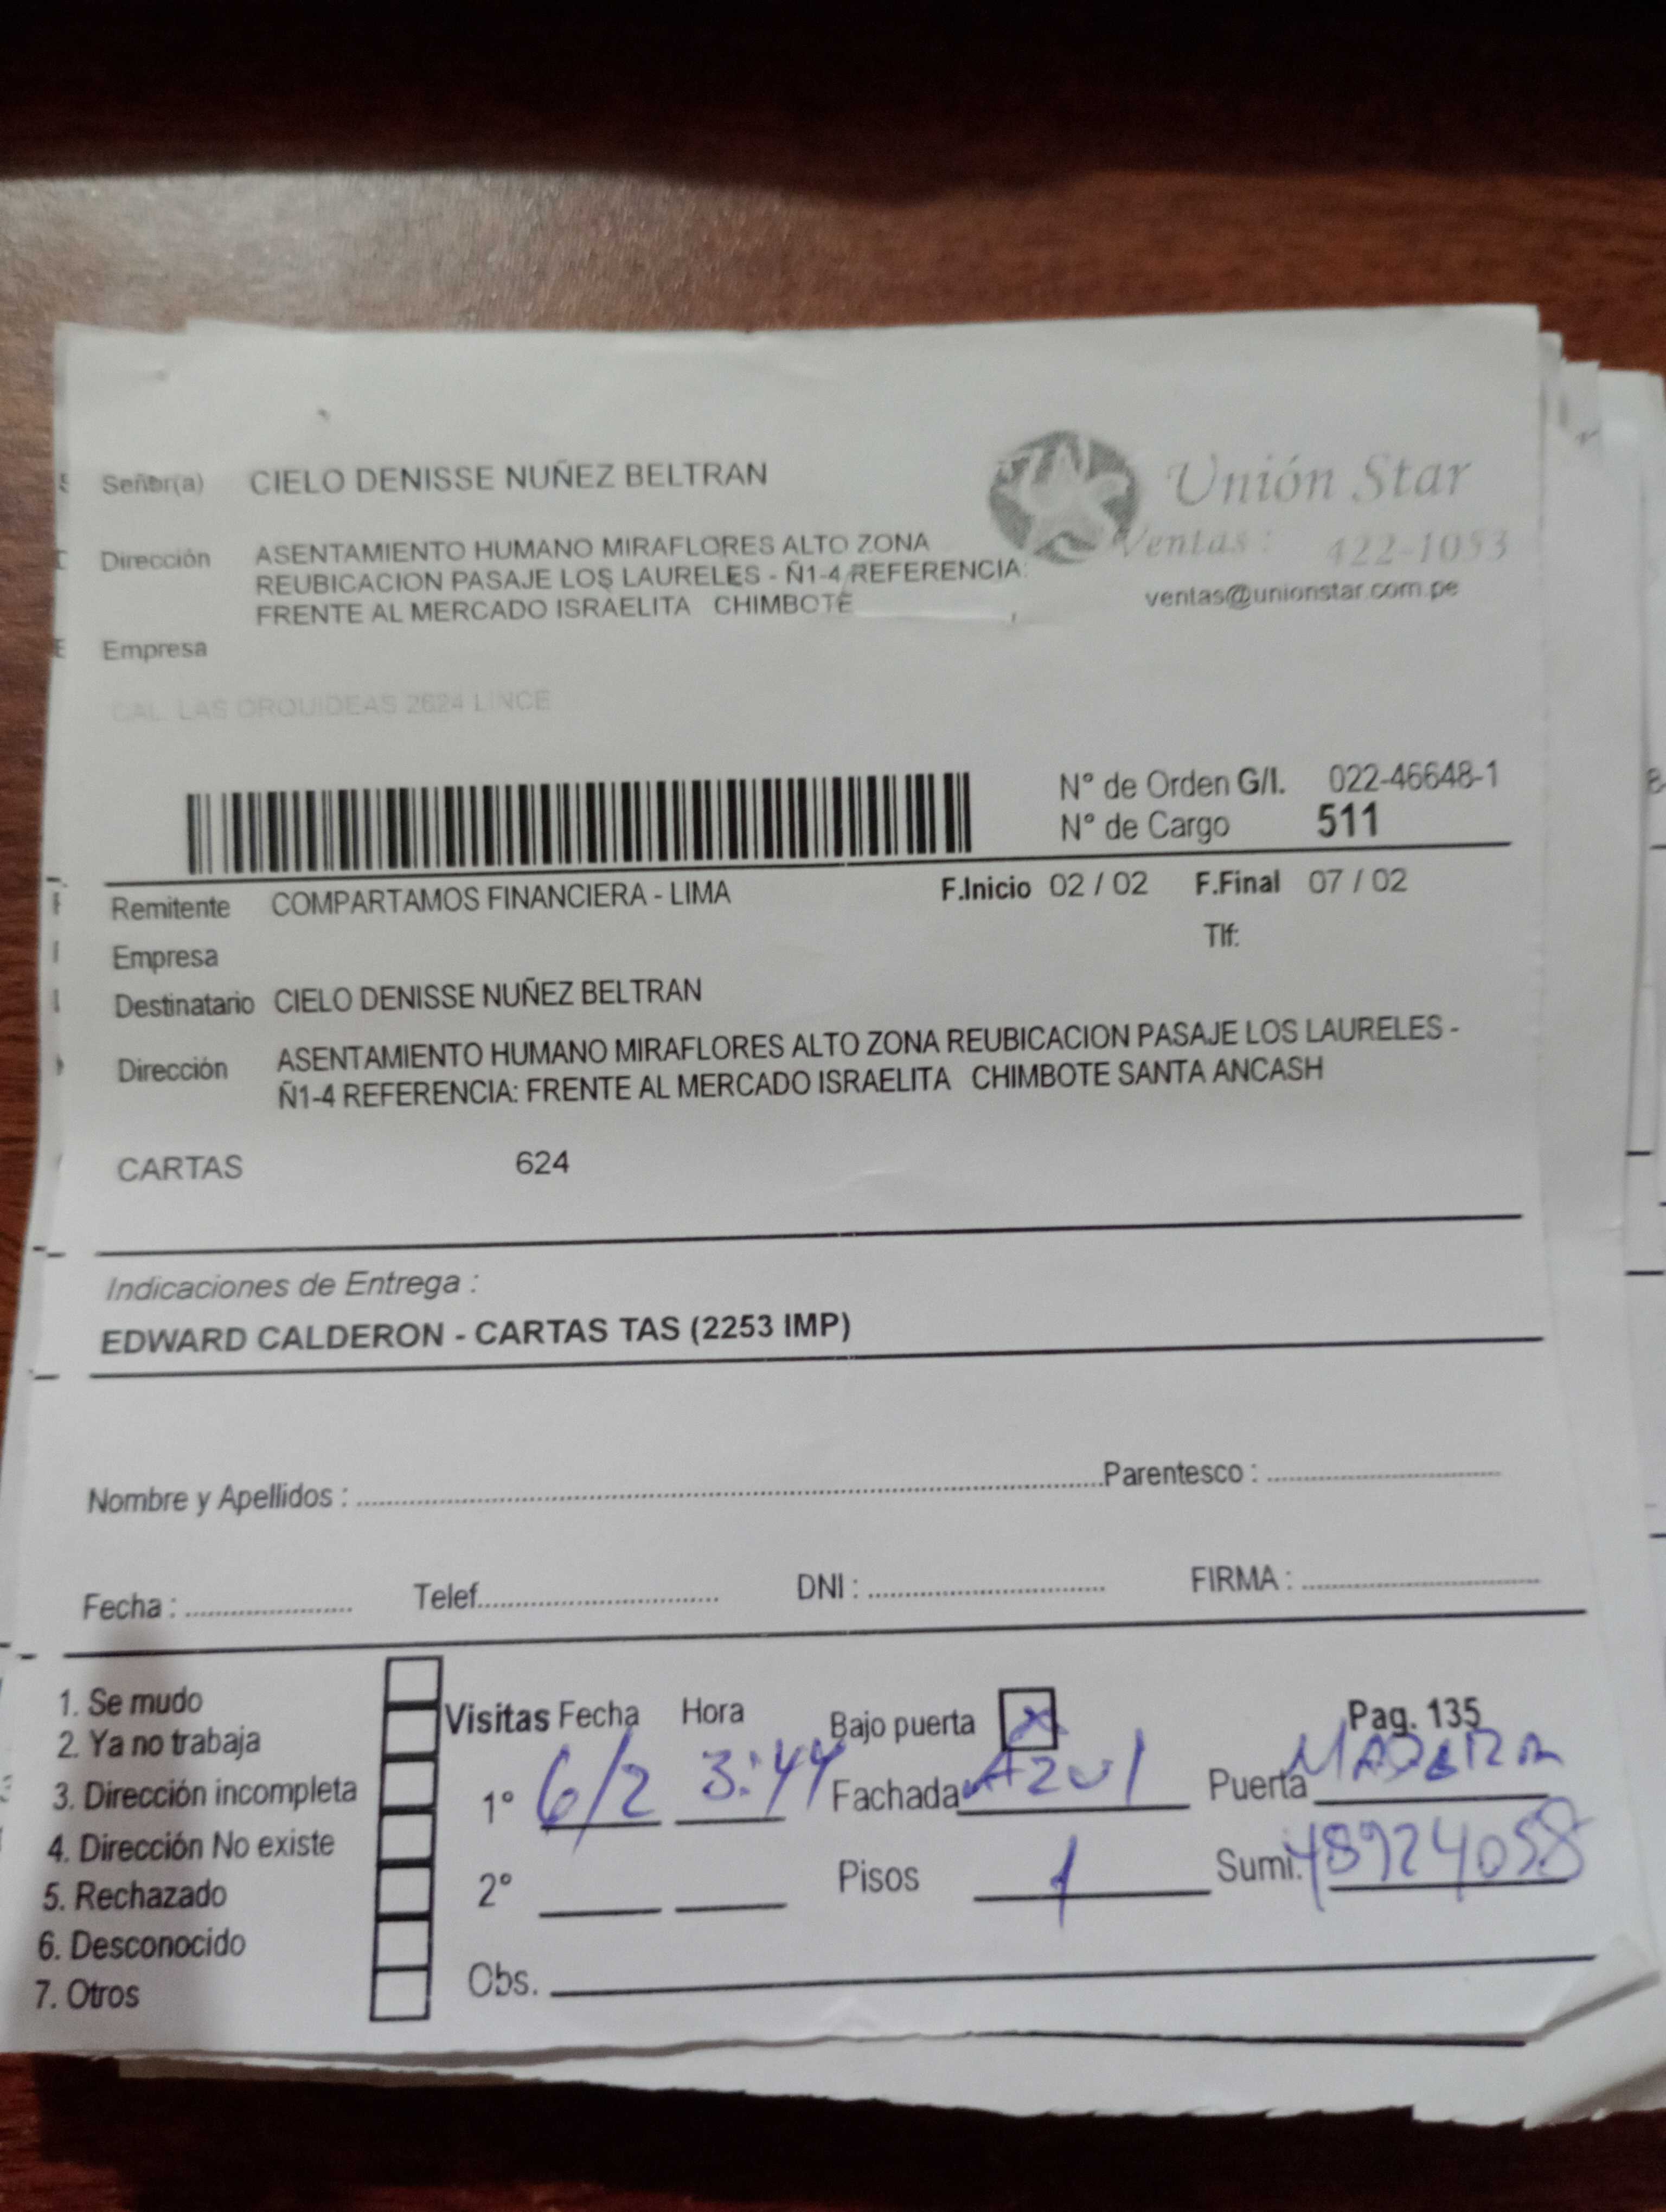 Señor(a) CIELO DENISSE NUÑEZ BELTRAN
Unión Star
Ventas: 422-1053
ventas@unionstar.com.pe
Dirección ASENTAMIENTO HUMANO MIRAFLORES ALTO ZONA
REUBICACION PASAJE LOS LAURELES - Ñ1-4 REFERENCIA:
FRENTE AL MERCADO ISRAELITA CHIMBOTE
Empresa
CAL. LAS ORQUIDEAS 2624 LINCE
N° de Orden G/I. 022-46648-1
N° de Cargo 511
Remitente COMPARTAMOS FINANCIERA - LIMA F.Inicio 02 / 02 F.Final 07 / 02
Empresa Tlf:
Destinatario CIELO DENISSE NUÑEZ BELTRAN
Dirección ASENTAMIENTO HUMANO MIRAFLORES ALTO ZONA REUBICACION PASAJE LOS LAURELES -
Ñ1-4 REFERENCIA: FRENTE AL MERCADO ISRAELITA CHIMBOTE SANTA ANCASH
CARTAS 624
Indicaciones de Entrega :
EDWARD CALDERON - CARTAS TAS (2253 IMP)
Nombre y Apellidos : Parentesco :
Fecha : Telef. DNI : FIRMA :
1. Se mudo
2. Ya no trabaja
3. Dirección incompleta
4. Dirección No existe
5. Rechazado
6. Desconocido
7. Otros
Visitas Fecha Hora Bajo puerta X Pag. 135
1° 6/2 3:44 Fachada Azul Puerta MADERA
2° Pisos 1 Sumi. 48924058
Obs.